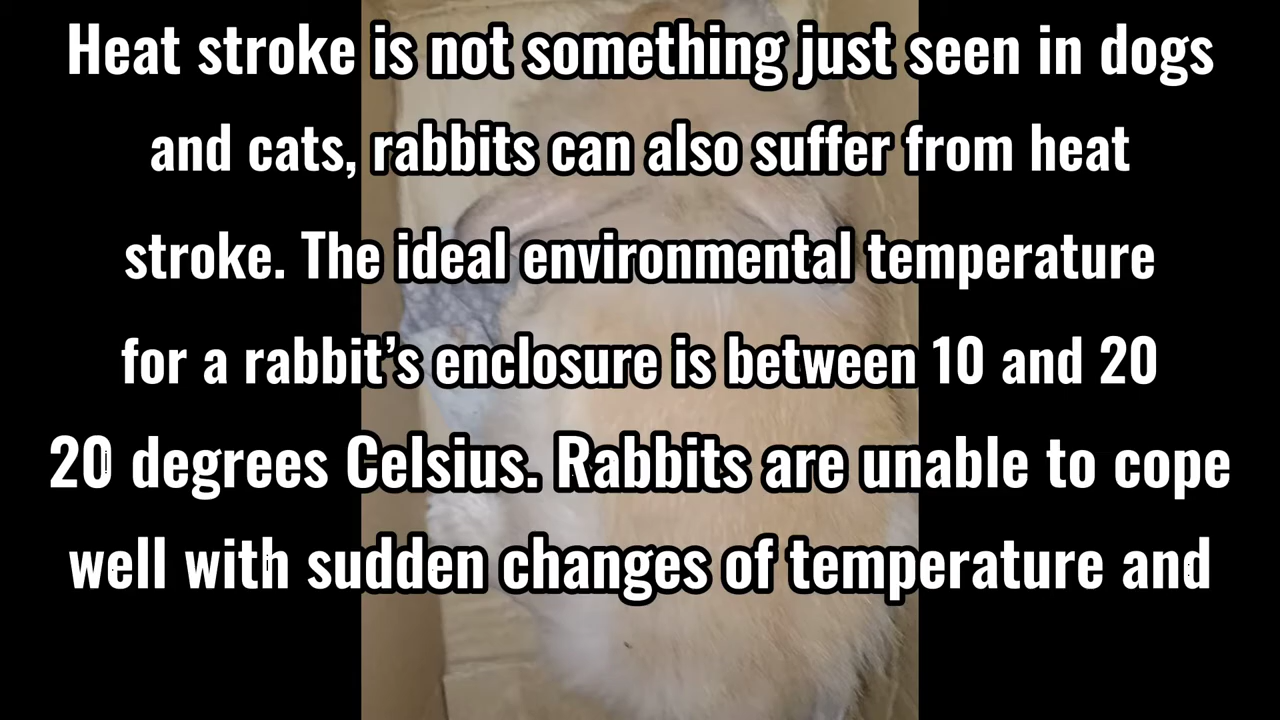 Heat stroke is not something just seen in dogs
and cats, rabbits can also suffer from heat
stroke. The ideal environmental temperature
for a rabbit’s enclosure is between 10 and 20
20 degrees Celsius. Rabbits are unable to cope
well with sudden changes of temperature and